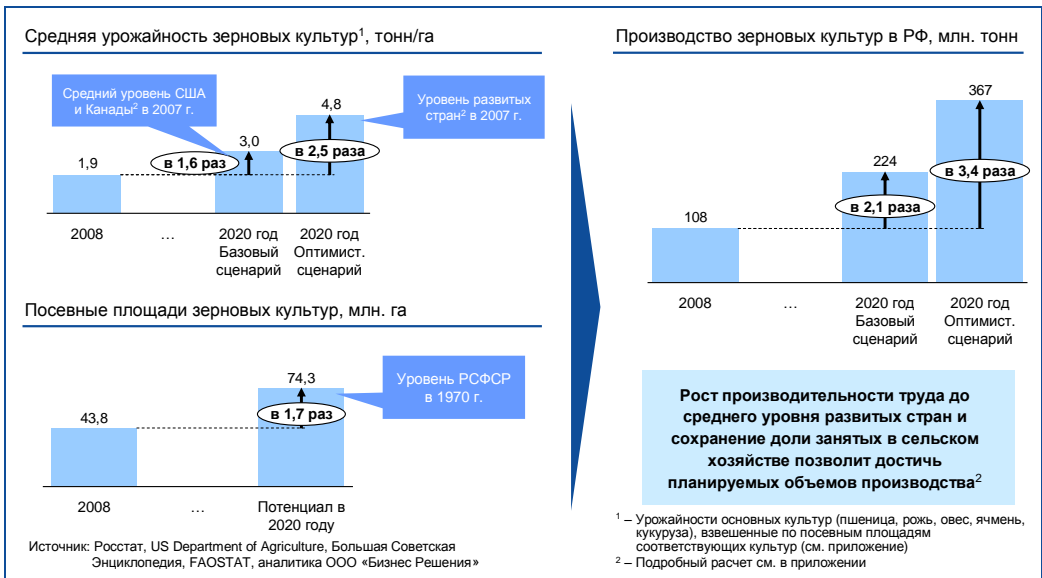 Средняя урожайность зерновых культур¹, тонн/га
Средний уровень США
и Канады² в 2007 г.
Уровень развитых
стран² в 2007 г.
4,8
3,0
1,9
в 1,6 раз
в 2,5 раза
2008
…
2020 год
Базовый
сценарий
2020 год
Оптимист.
сценарий
Посевные площади зерновых культур, млн. га
74,3
Уровень РСФСР
в 1970 г.
43,8
в 1,7 раз
2008
…
Потенциал в
2020 году
Источник: Росстат, US Department of Agriculture, Большая Советская
Энциклопедия, FAOSTAT, аналитика ООО «Бизнес Решения»
Производство зерновых культур в РФ, млн. тонн
367
224
108
в 3,4 раза
в 2,1 раза
2008
…
2020 год
Базовый
сценарий
2020 год
Оптимист.
сценарий
Рост производительности труда до
среднего уровня развитых стран и
сохранение доли занятых в сельском
хозяйстве позволит достичь
планируемых объемов производства²
¹ – Урожайности основных культур (пшеница, рожь, овес, ячмень,
кукуруза), взвешенные по посевным площадям
соответствующих культур (см. приложение)
² – Подробный расчет см. в приложении